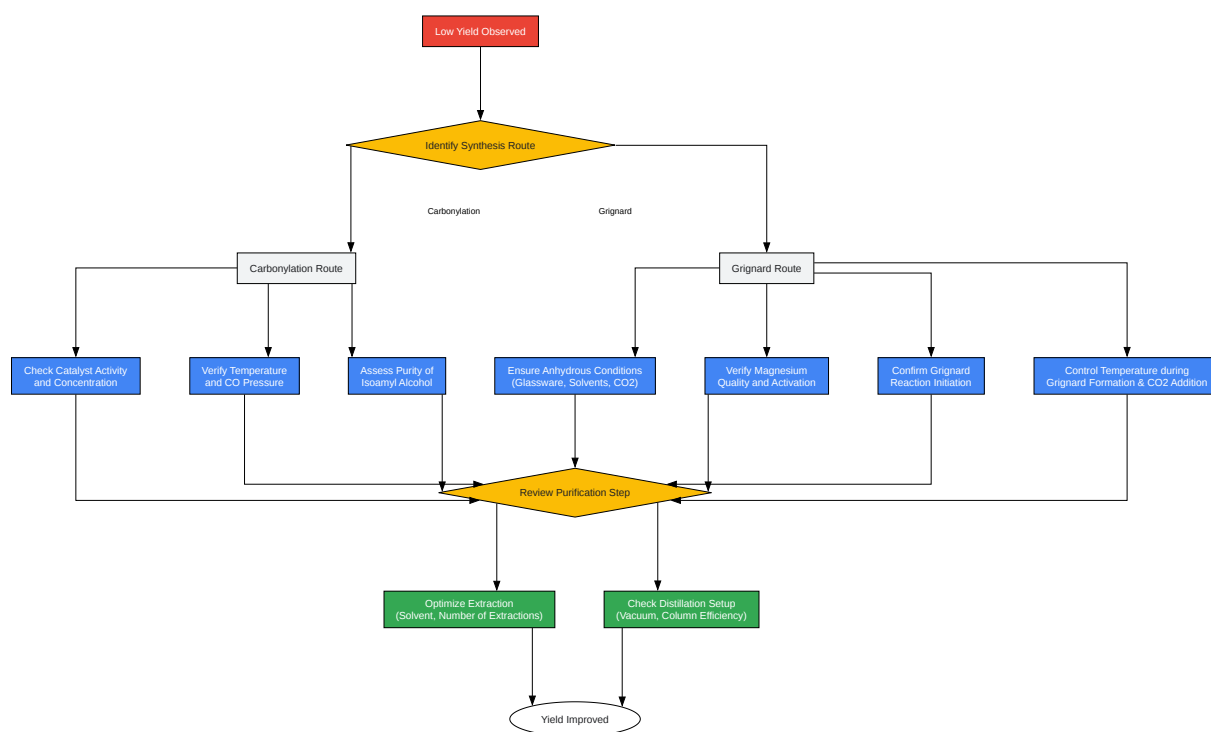 Low Yield Observed
Identify Synthesis Route
Carbonylation
Grignard
Carbonylation Route
Grignard Route
Check Catalyst Activity
and Concentration
Verify Temperature
and CO Pressure
Assess Purity of
Isoamyl Alcohol
Ensure Anhydrous Conditions
(Glassware, Solvents, CO2)
Verify Magnesium
Quality and Activation
Confirm Grignard
Reaction Initiation
Control Temperature during
Grignard Formation & CO2 Addition
Review Purification Step
Optimize Extraction
(Solvent, Number of Extractions)
Check Distillation Setup
(Vacuum, Column Efficiency)
Yield Improved